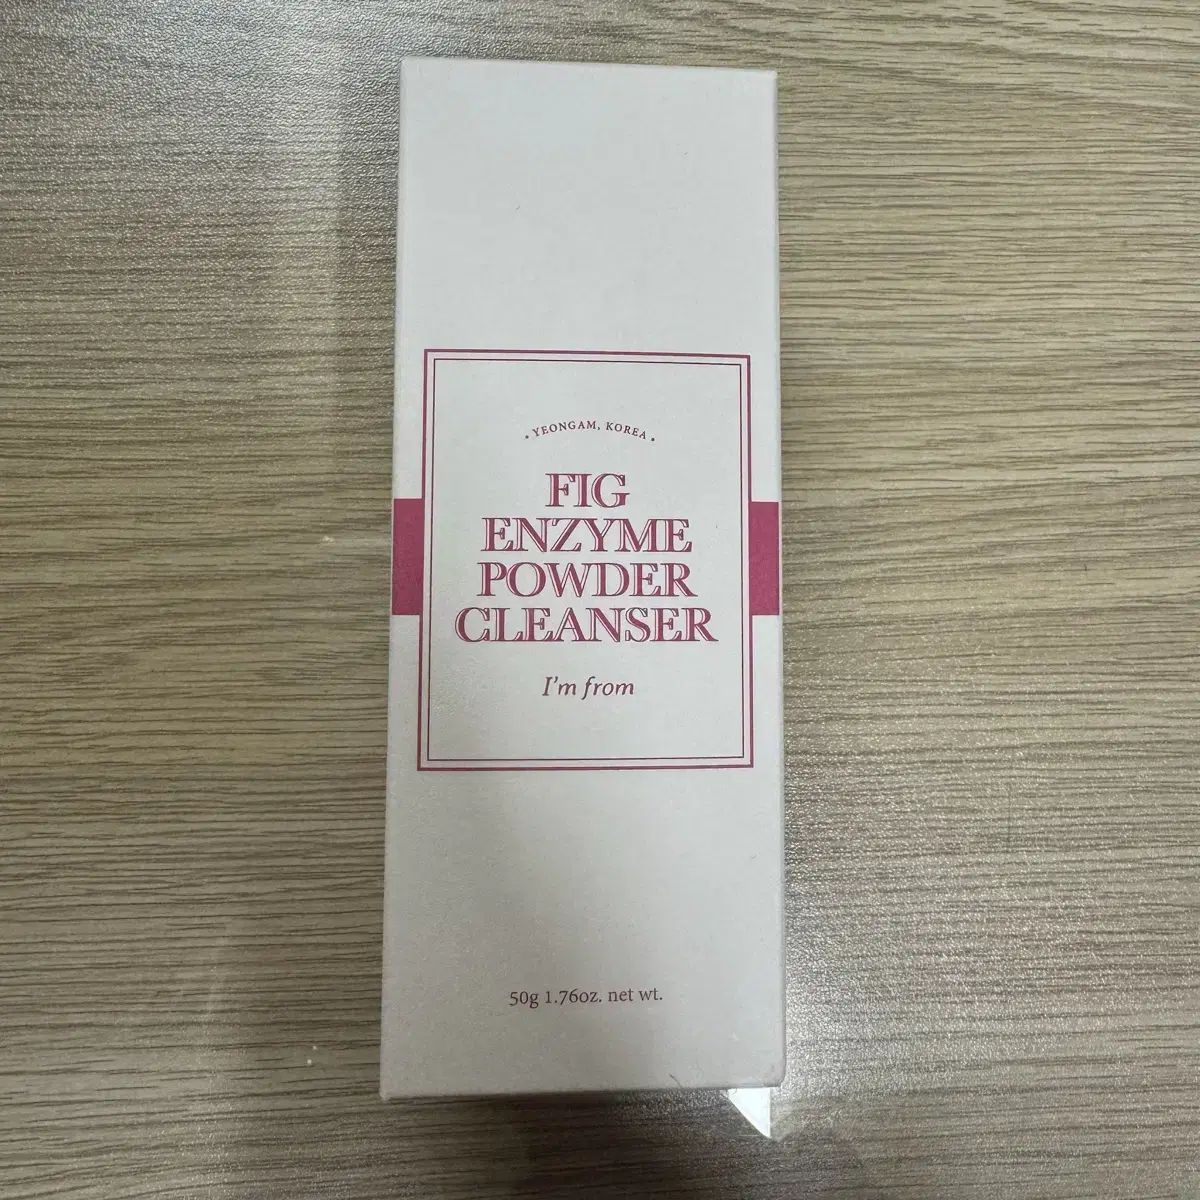 • YEONGAM, KOREA •
FIG
ENZYME
POWDER
CLEANSER
I'm from
50g 1.76oz. net wt.